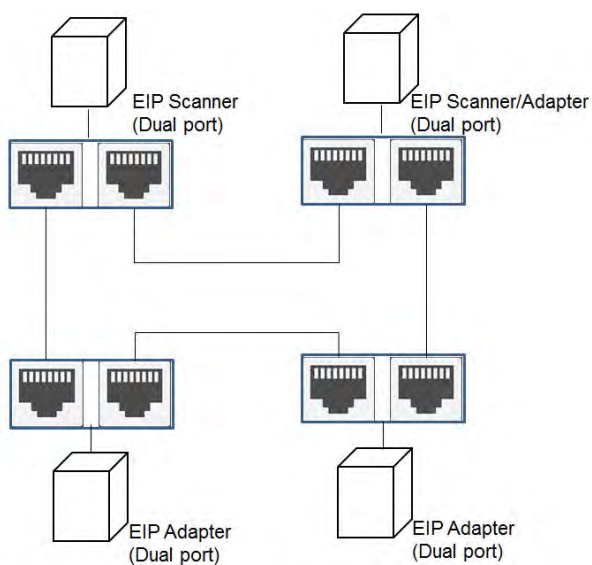 EIP Scanner
(Dual port)
EIP Scanner/Adapter
(Dual port)
EIP Adapter
(Dual port)
EIP Adapter
(Dual port)